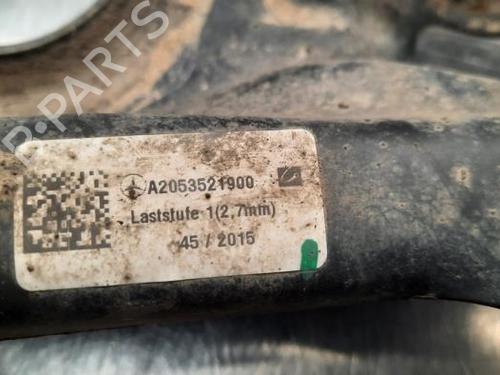 B-PARTS
A2053521900
Laststufe 1(2,7mm)
45 / 2015